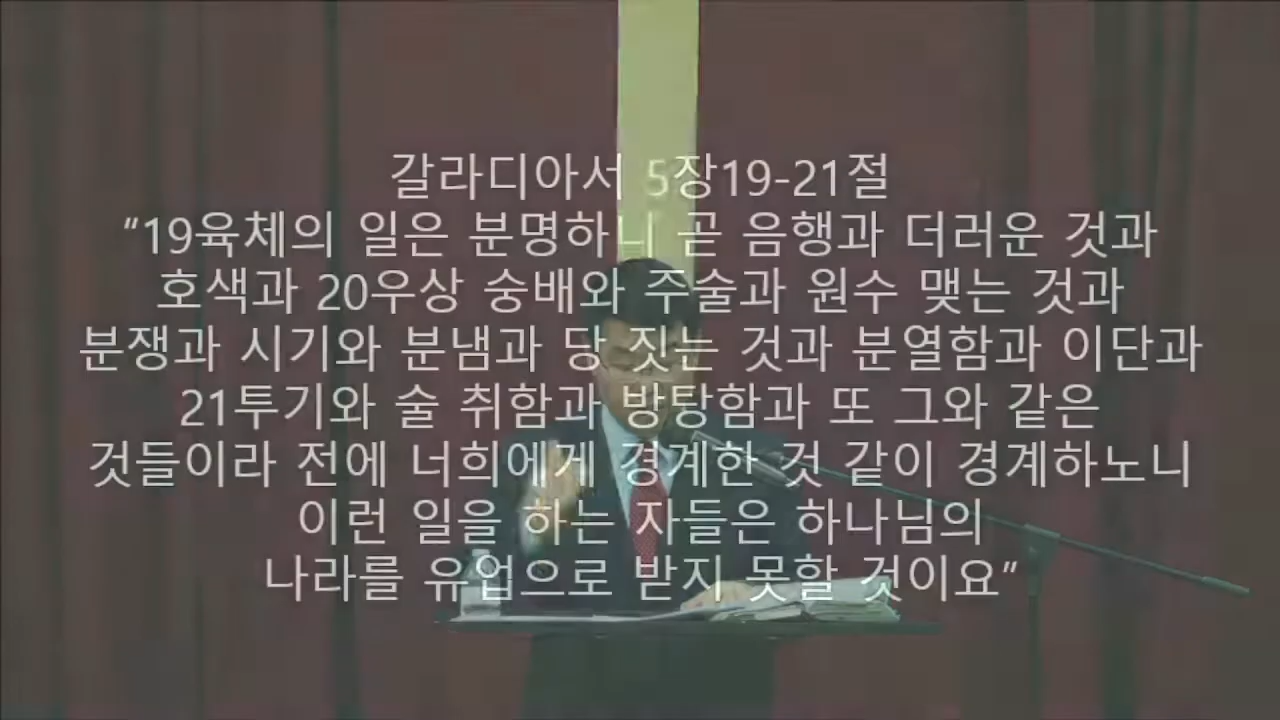 갈라디아서 5장19-21절
“19육체의 일은 분명하니 곧 음행과 더러운 것과
호색과 20우상 숭배와 주술과 원수 맺는 것과
분쟁과 시기와 분냄과 당 짓는 것과 분열함과 이단과
21투기와 술 취함과 방탕함과 또 그와 같은
것들이라 전에 너희에게 경계한 것 같이 경계하노니
이런 일을 하는 자들은 하나님의
나라를 유업으로 받지 못할 것이요”